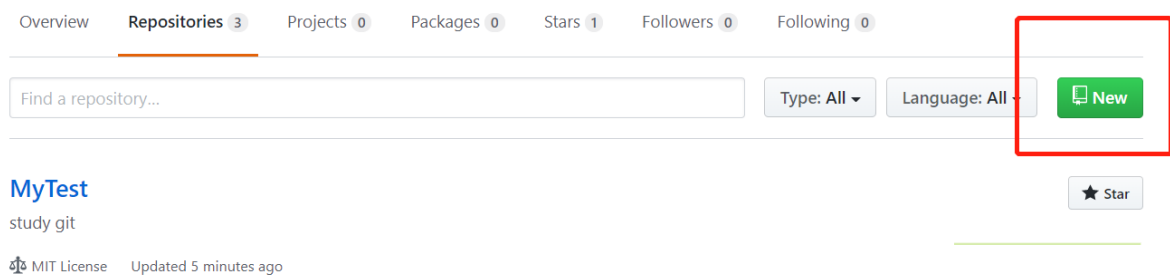 Overview Repositories 3 Projects 0 Packages 0 Stars 1 Followers 0 Following 0
Find a repository... Type: All Language: All New
MyTest Star
study git
MIT License Updated 5 minutes ago